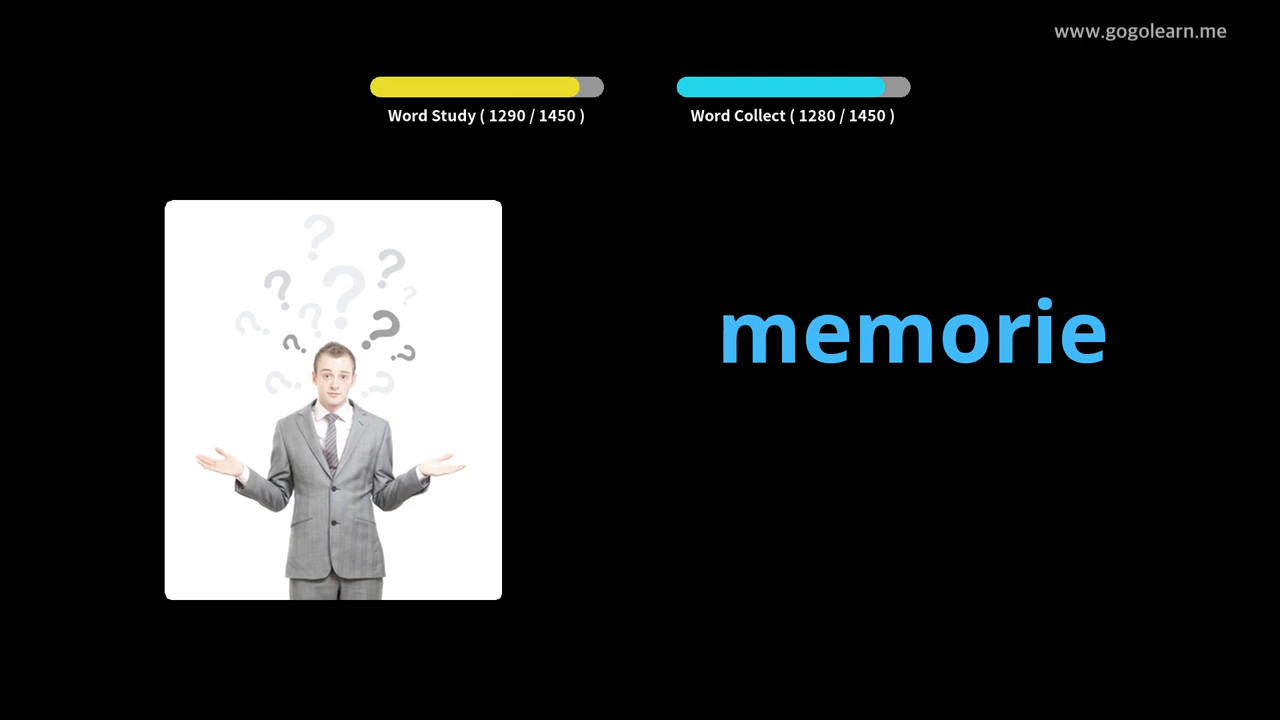 www.gogolearn.me
Word Study ( 1290 / 1450 )
Word Collect ( 1280 / 1450 )
? ? ? ? ? ? ? ? ? ? ? ?
memorie